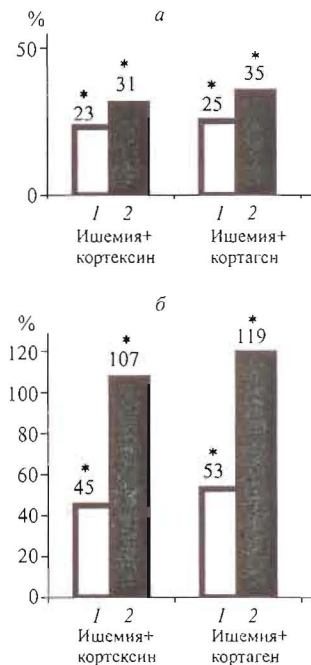 а
%
50
0
* 23
* 31
* 25
* 35
1 2 1 2
Ишемия+ Ишемия+
кортексин кортаген
б
%
120
100
80
60
40
20
0
* 45
* 107
* 53
* 119
1 2 1 2
Ишемия+ Ишемия+
кортексин кортаген